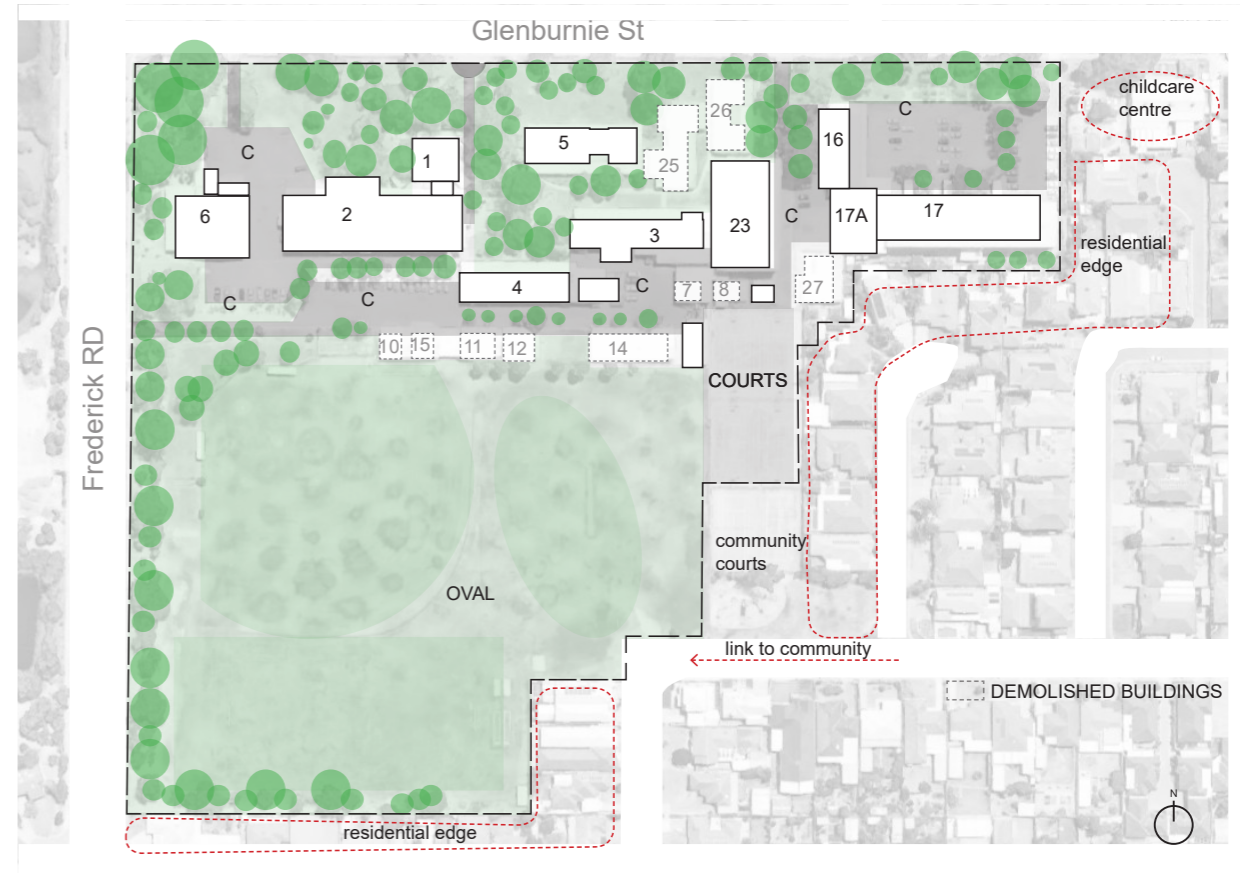 Glenburnie St
childcare
centre
C
26
16
C
5
1
25
6
2
3
23
C
17A
17
residential
edge
4
C
7
8
27
C
C
10
15
11
12
14
COURTS
Frederick RD
community
courts
OVAL
link to community
DEMOLISHED BUILDINGS
N
residential edge